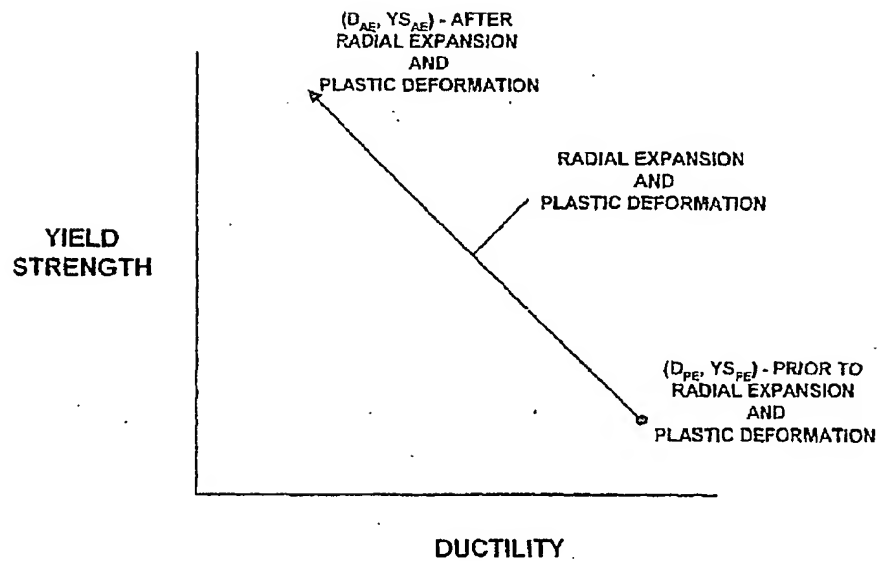 (D_AE, YS_AE) - AFTER
RADIAL EXPANSION
AND
PLASTIC DEFORMATION
RADIAL EXPANSION
AND
PLASTIC DEFORMATION
YIELD
STRENGTH
(D_PE, YS_PE) - PRIOR TO
RADIAL EXPANSION
AND
PLASTIC DEFORMATION
DUCTILITY